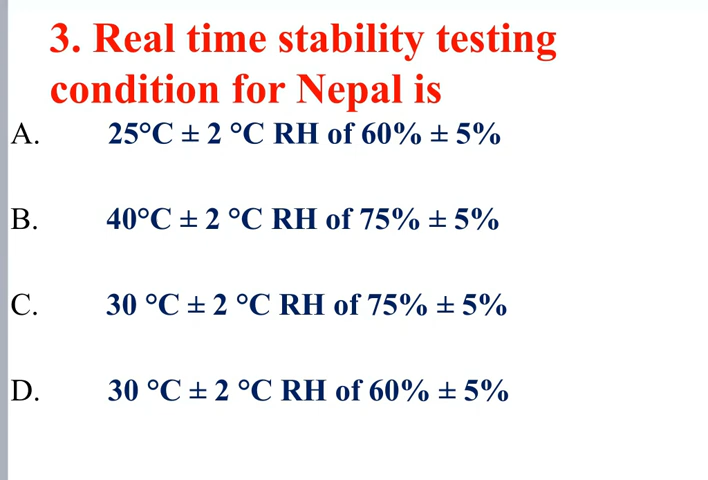 3. Real time stability testing
condition for Nepal is
A. 25°C ± 2 °C RH of 60% ± 5%
B. 40°C ± 2 °C RH of 75% ± 5%
C. 30 °C ± 2 °C RH of 75% ± 5%
D. 30 °C ± 2 °C RH of 60% ± 5%